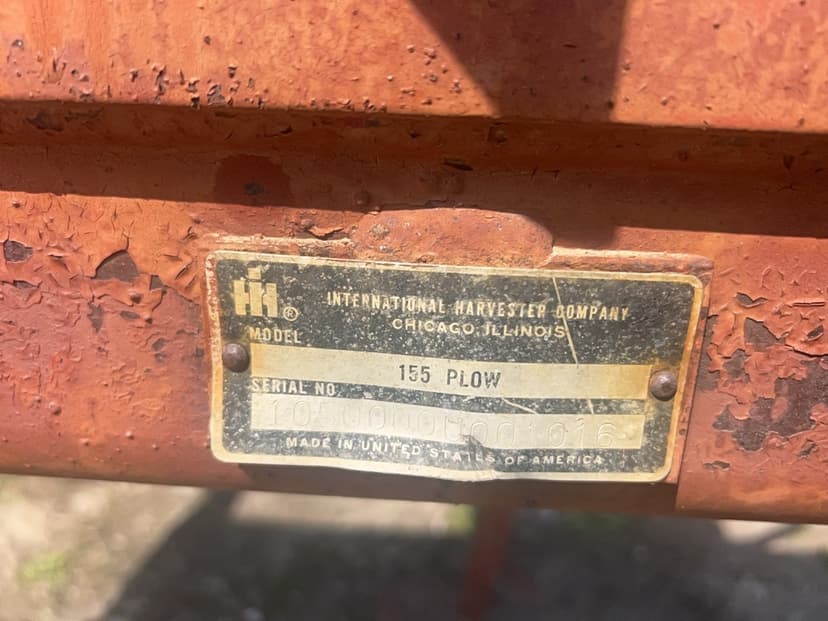 IH®
INTERNATIONAL HARVESTER COMPANY
CHICAGO, ILLINOIS
MODEL
155 PLOW
SERIAL NO.
MADE IN UNITED STATES OF AMERICA